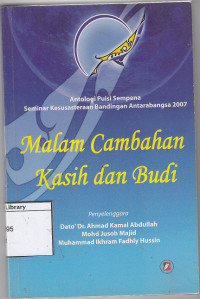 Antologi Puisi Sempena
Seminar Kesusasteraan Bandingan Antarabangsa 2007
Malam Cambahan
Kasih dan Budi
Library
95
Penyelenggara
Dato' Dr. Ahmad Kamal Abdullah
Mohd Jusoh Majid
Muhammad Ikhram Fadhly Hussin